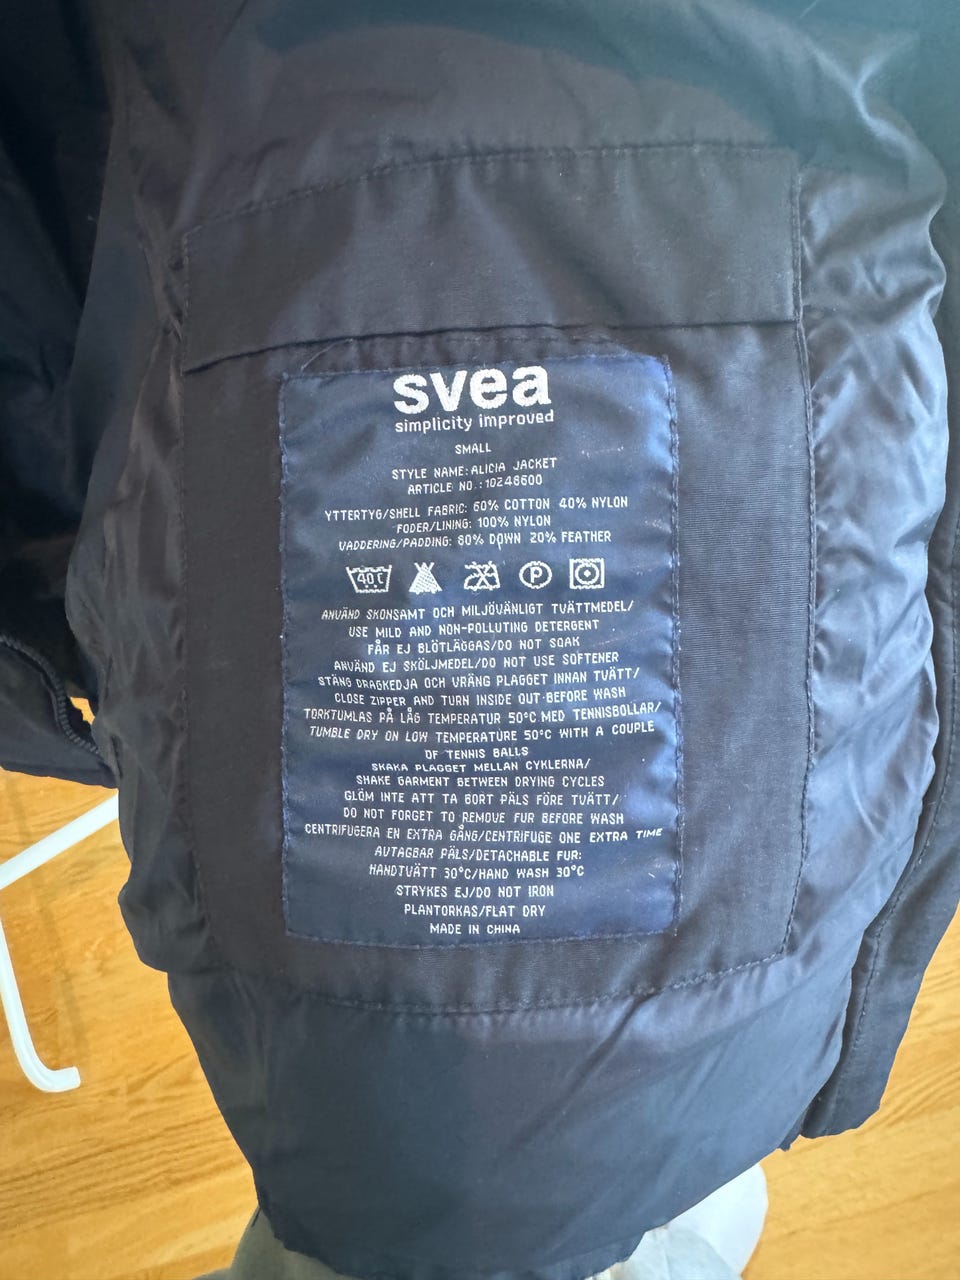 svea
simplicity improved
SMALL
STYLE NAME: ALICIA JACKET
ARTICLE NO.: 10246600
YTTERTYG/SHELL FABRIC: 60% COTTON 40% NYLON
FODER/LINING: 100% NYLON
VADDERING/PADDING: 80% DOWN 20% FEATHER
40C P
ANVÄND SKONSAMT OCH MILJÖVÄNLIGT TVÄTTMEDEL/
USE MILD AND NON-POLLUTING DETERGENT
FÅR EJ BLÖTLÄGGAS/DO NOT SOAK
ANVÄND EJ SKÖLJMEDEL/DO NOT USE SOFTENER
STÄNG DRAGKEDJA OCH VRÄNG PLAGGET INNAN TVÄTT/
CLOSE ZIPPER AND TURN INSIDE OUT BEFORE WASH
TORKTUMLAS PÅ LÅG TEMPERATUR 50°C MED TENNISBOLLAR/
TUMBLE DRY ON LOW TEMPERATURE 50°C WITH A COUPLE
OF TENNIS BALLS
SKAKA PLAGGET MELLAN CYKLERNA/
SHAKE GARMENT BETWEEN DRYING CYCLES
GLÖM INTE ATT TA BORT PÄLS FÖRE TVÄTT/
DO NOT FORGET TO REMOVE FUR BEFORE WASH
CENTRIFUGERA EN EXTRA GÅNG/CENTRIFUGE ONE EXTRA TIME
AVTAGBAR PÄLS/DETACHABLE FUR:
HANDTVÄTT 30°C/HAND WASH 30°C
STRYKES EJ/DO NOT IRON
PLANTORKAS/FLAT DRY
MADE IN CHINA